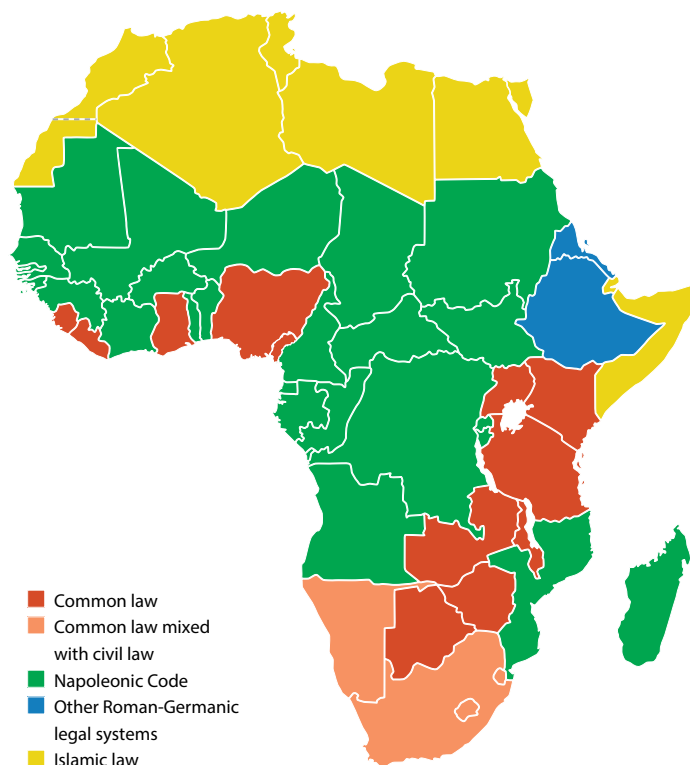 Common law
Common law mixed
with civil law
Napoleonic Code
Other Roman-Germanic
legal systems
Islamic law